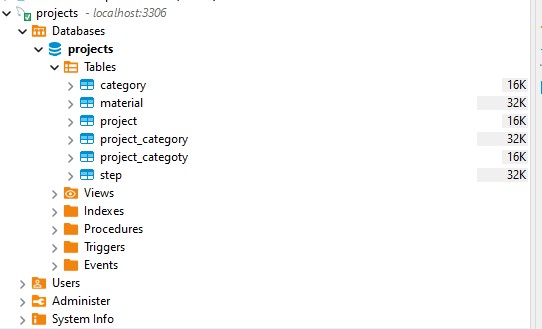 projects - localhost:3306
Databases
projects
Tables
category 16K
material 32K
project 16K
project_category 32K
project_categoty 16K
step 32K
Views
Indexes
Procedures
Triggers
Events
Users
Administer
System Info